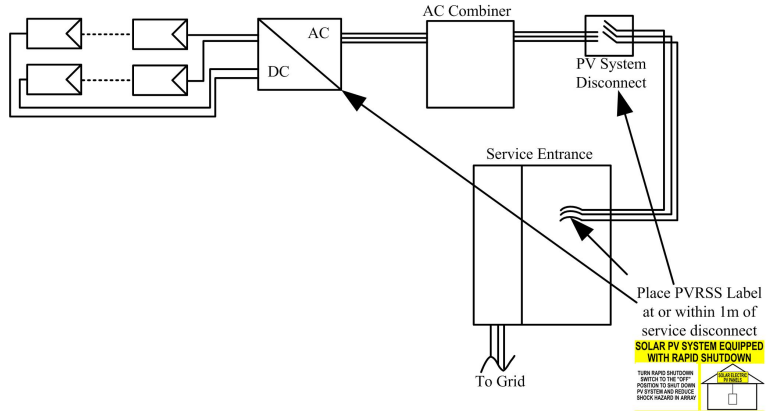 AC Combiner
AC
DC
PV System
Disconnect
Service Entrance
Place PVRSS Label
at or within 1m of
service disconnect
SOLAR PV SYSTEM EQUIPPED
WITH RAPID SHUTDOWN
TURN RAPID SHUTDOWN
SWITCH TO THE "OFF"
POSITION TO SHUT DOWN
PV SYSTEM AND REDUCE
SHOCK HAZARD IN ARRAY
SOLAR ELECTRIC
PV PANELS
To Grid